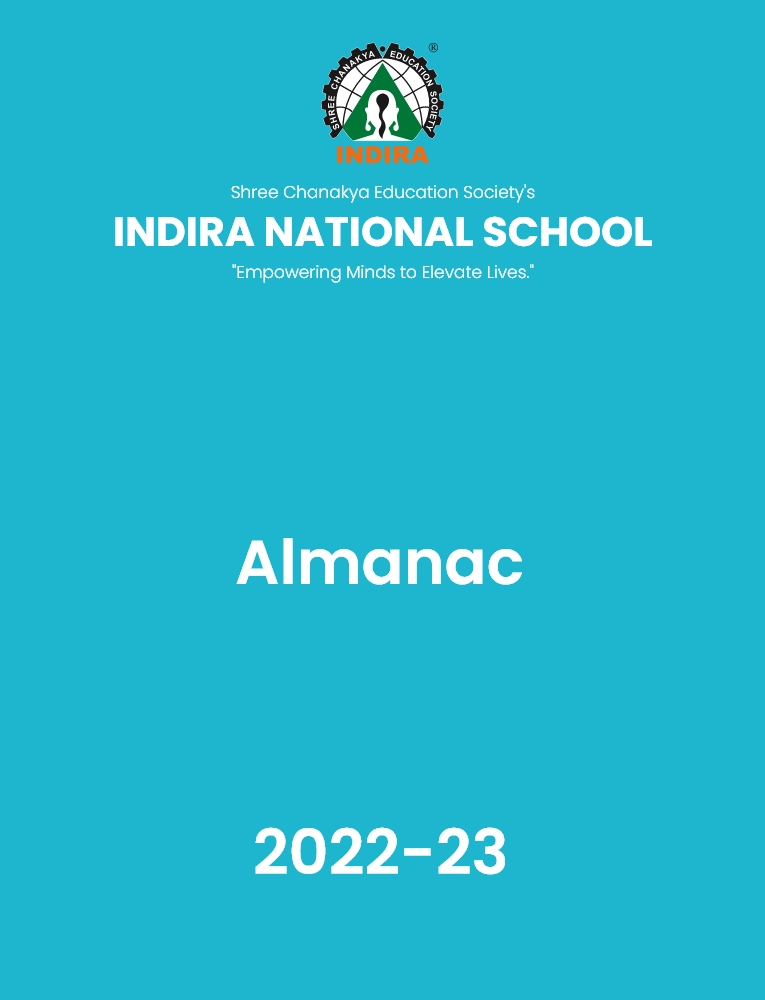 SHREE CHANAKYA • EDUCATION SOCIETY
®
INDIRA
Shree Chanakya Education Society's
INDIRA NATIONAL SCHOOL
"Empowering Minds to Elevate Lives."
Almanac
2022-23